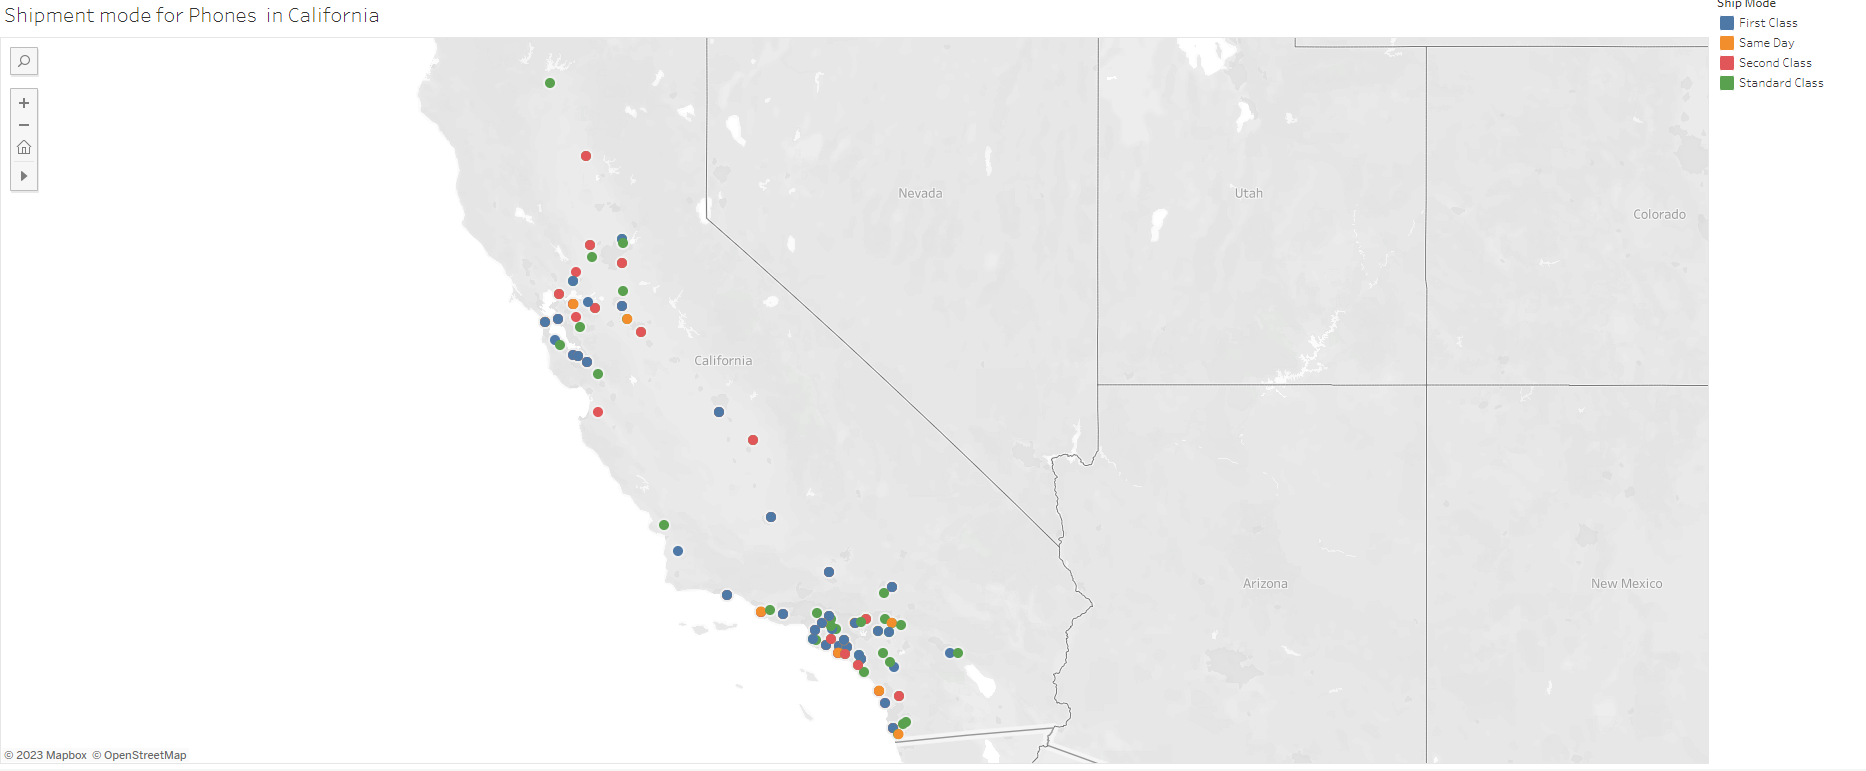 Shipment mode for Phones in California
Ship Mode
First Class
Same Day
Second Class
Standard Class
Nevada
Utah
Colorado
California
Arizona
New Mexico
© 2023 Mapbox © OpenStreetMap